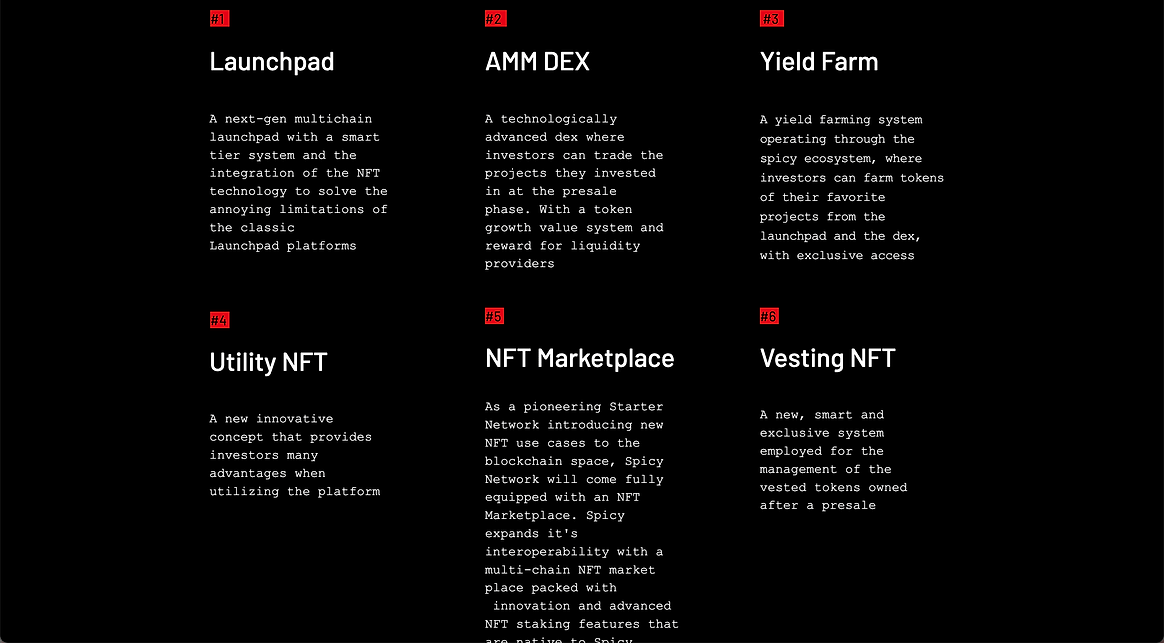 #1
Launchpad
A next-gen multichain
launchpad with a smart
tier system and the
integration of the NFT
technology to solve the
annoying limitations of
the classic
Launchpad platforms
#2
AMM DEX
A technologically
advanced dex where
investors can trade the
projects they invested
in at the presale
phase. With a token
growth value system and
reward for liquidity
providers
#3
Yield Farm
A yield farming system
operating through the
spicy ecosystem, where
investors can farm tokens
of their favorite
projects from the
launchpad and the dex,
with exclusive access
#4
Utility NFT
A new innovative
concept that provides
investors many
advantages when
utilizing the platform
#5
NFT Marketplace
As a pioneering Starter
Network introducing new
NFT use cases to the
blockchain space, Spicy
Network will come fully
equipped with an NFT
Marketplace. Spicy
expands it's
interoperability with a
multi-chain NFT market
place packed with
innovation and advanced
NFT staking features that
are native to Spicy
#6
Vesting NFT
A new, smart and
exclusive system
employed for the
management of the
vested tokens owned
after a presale